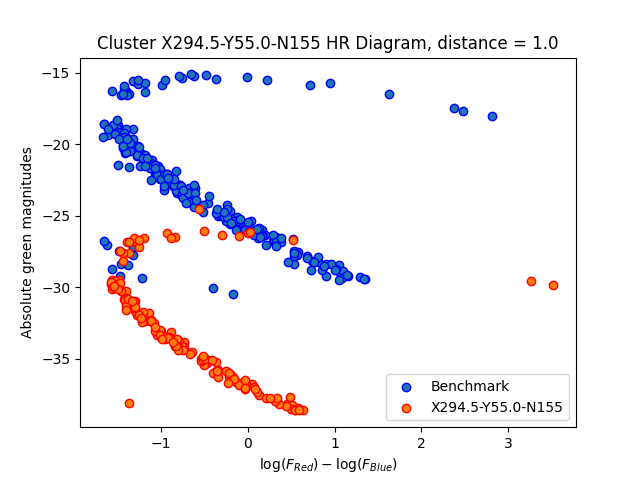 Cluster X294.5-Y55.0-N155 HR Diagram, distance = 1.0
Absolute green magnitudes
−15
−20
−25
−30
−35
Benchmark
X294.5-Y55.0-N155
−1 0 1 2 3
log(F_Red) − log(F_Blue)